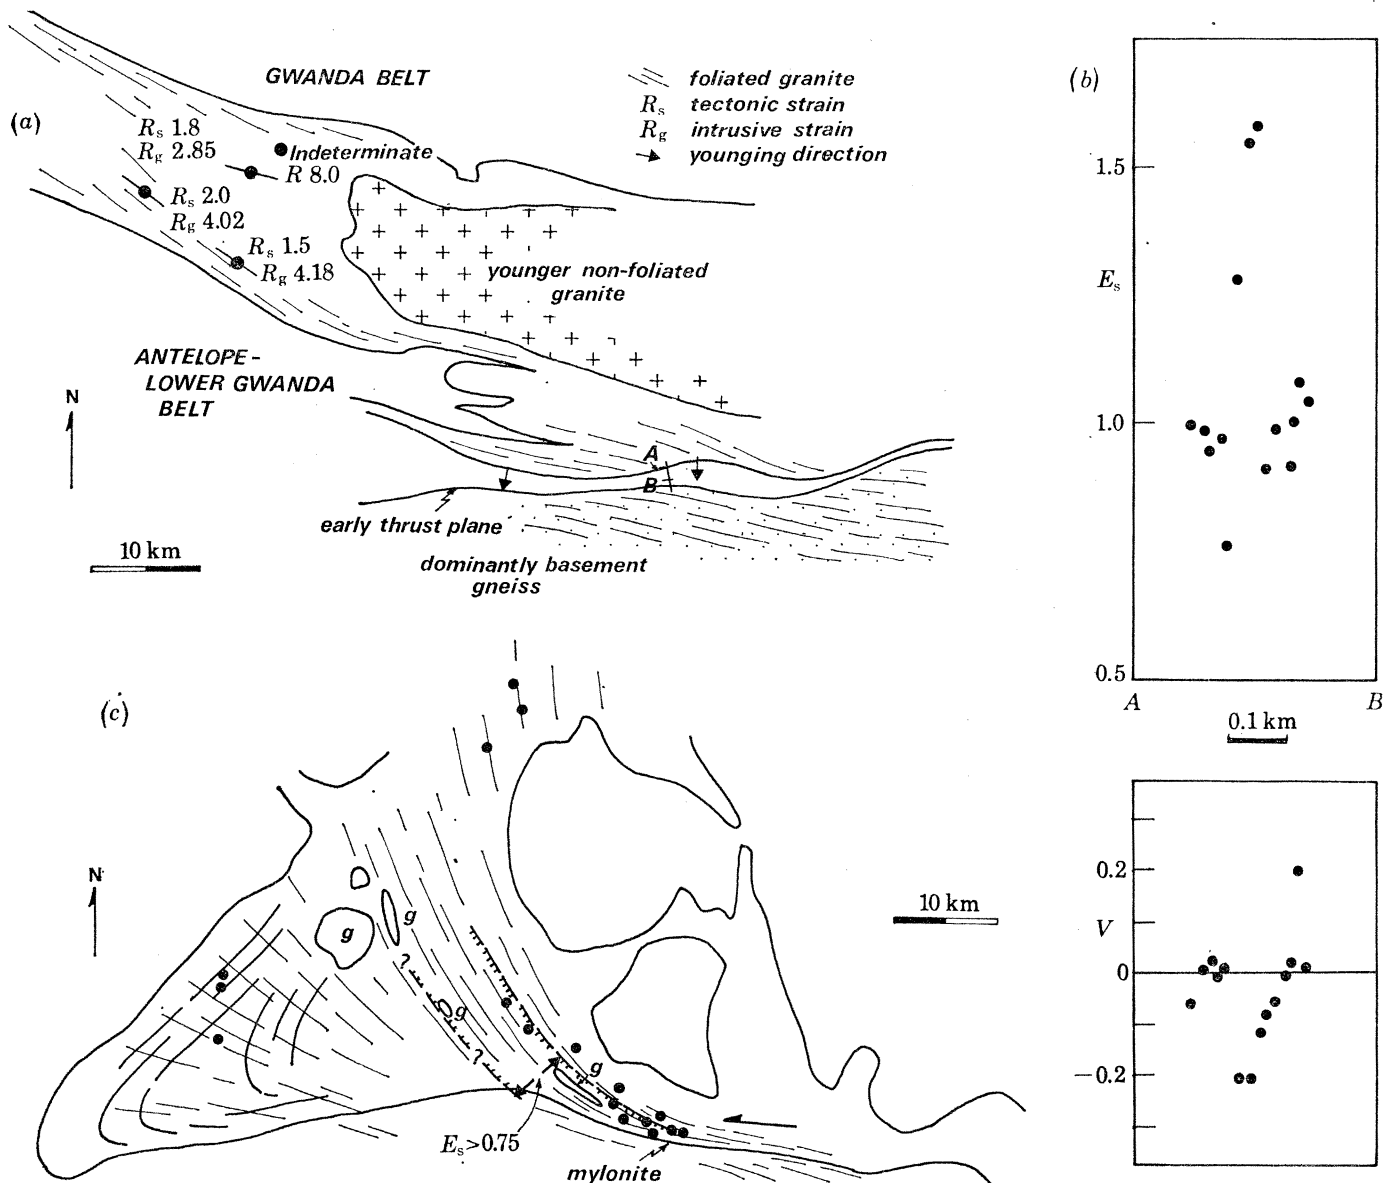 (a)
GWANDA BELT
foliated granite
Rs tectonic strain
Rg intrusive strain
younging direction
Rs 1.8
Rg 2.85
Indeterminate
R 8.0
Rs 2.0
Rg 4.02
Rs 1.5
Rg 4.18
younger non-foliated
granite
ANTELOPE-
LOWER GWANDA
BELT
N
A
B
early thrust plane
10 km
dominantly basement
gneiss
(b)
1.5
Es
1.0
0.5
A
B
0.1 km
0.2
V
0
−0.2
(c)
N
10 km
g
g
?
g
?
g
Es>0.75
mylonite